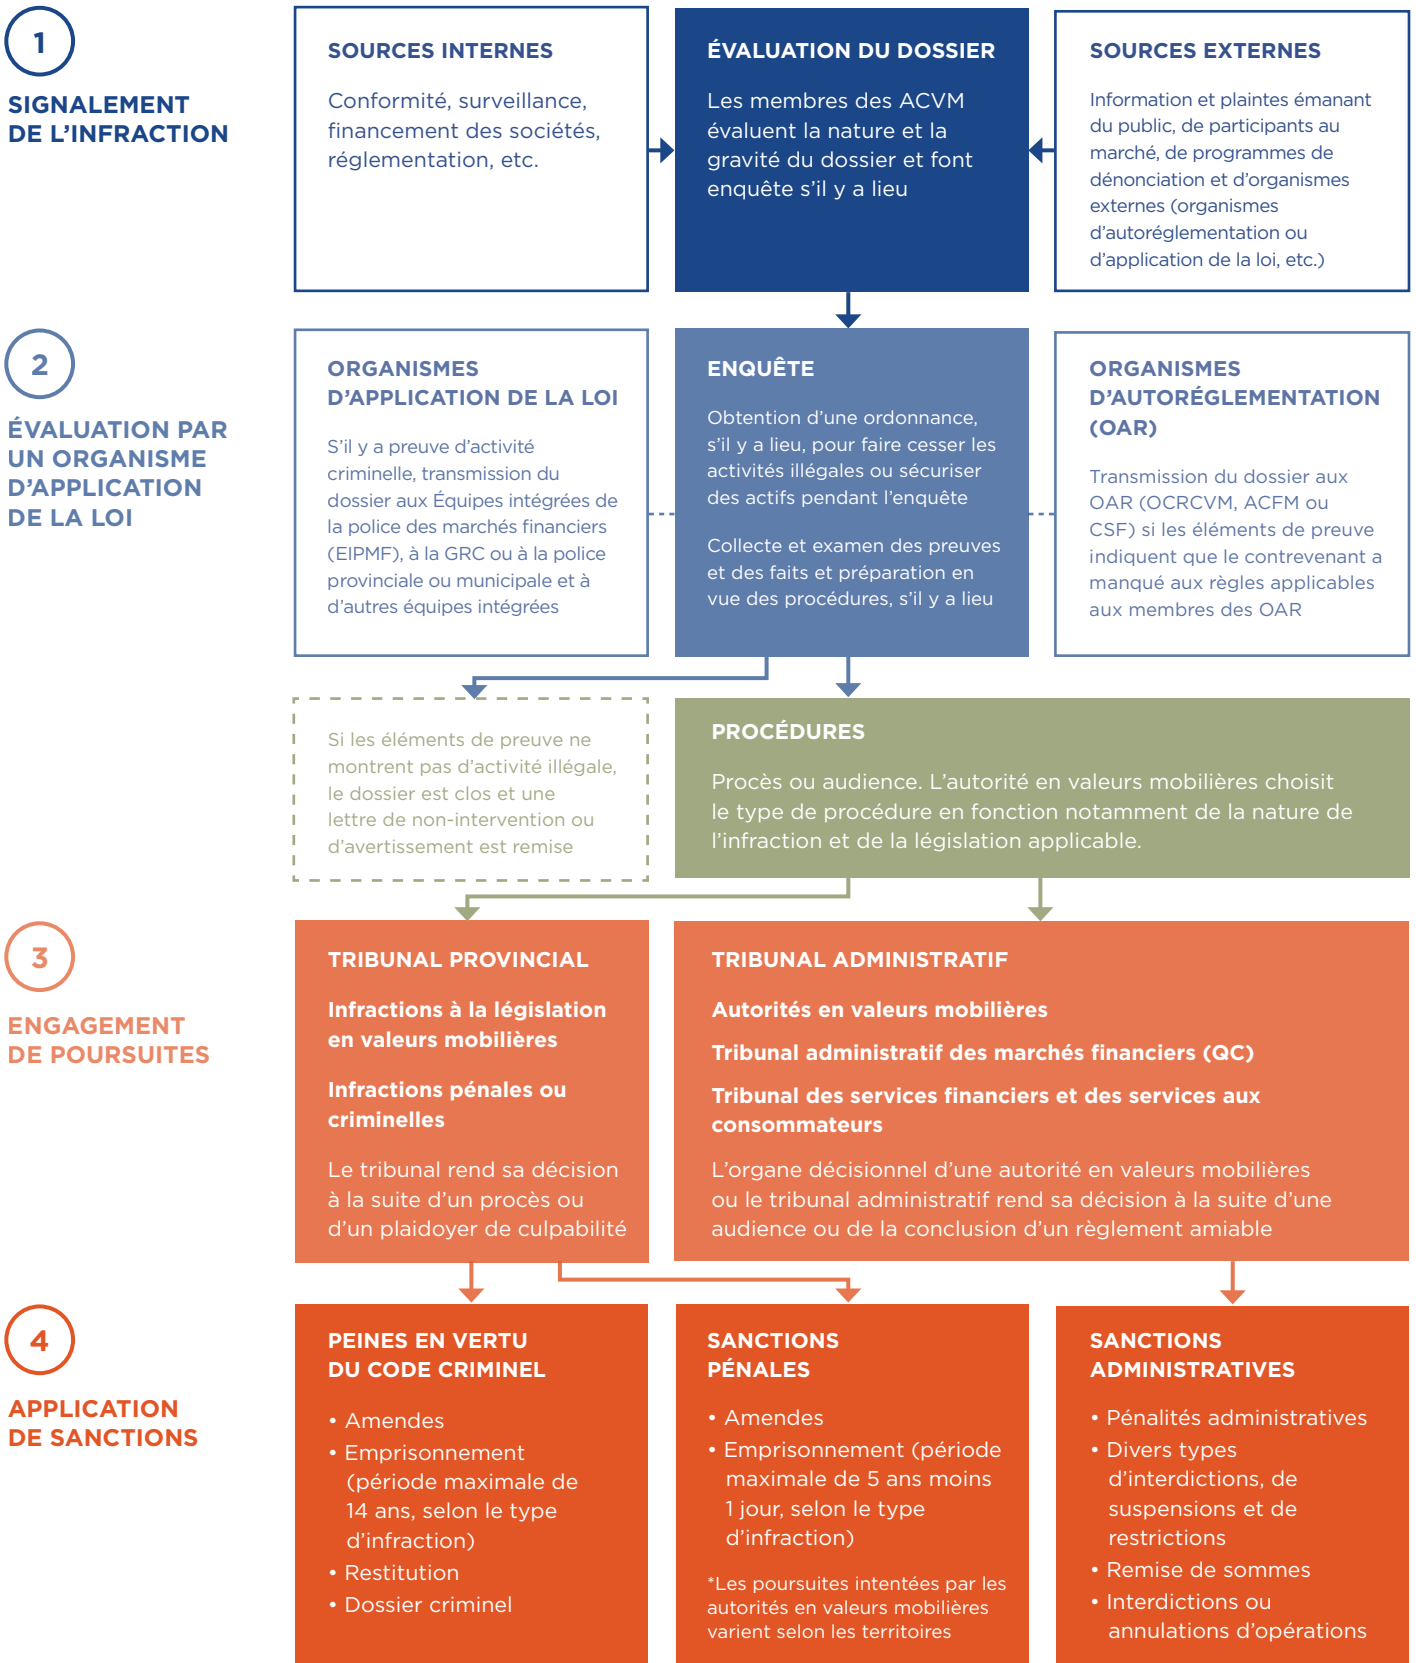 1
SIGNALEMENT
DE L’INFRACTION
SOURCES INTERNES
Conformité, surveillance,
financement des sociétés,
réglementation, etc.
ÉVALUATION DU DOSSIER
Les membres des ACVM
évaluent la nature et la
gravité du dossier et font
enquête s’il y a lieu
SOURCES EXTERNES
Information et plaintes émanant
du public, de participants au
marché, de programmes de
dénonciation et d’organismes
externes (organismes
d’autoréglementation ou
d’application de la loi, etc.)
2
ÉVALUATION PAR
UN ORGANISME
D’APPLICATION
DE LA LOI
ORGANISMES
D’APPLICATION DE LA LOI
S’il y a preuve d’activité
criminelle, transmission du
dossier aux Équipes intégrées de
la police des marchés financiers
(EIPMF), à la GRC ou à la police
provinciale ou municipale et à
d’autres équipes intégrées
ENQUÊTE
Obtention d’une ordonnance,
s’il y a lieu, pour faire cesser les
activités illégales ou sécuriser
des actifs pendant l’enquête
Collecte et examen des preuves
et des faits et préparation en
vue des procédures, s’il y a lieu
ORGANISMES
D’AUTORÉGLEMENTATION
(OAR)
Transmission du dossier aux
OAR (OCRCVM, ACFM ou
CSF) si les éléments de preuve
indiquent que le contrevenant a
manqué aux règles applicables
aux membres des OAR
Si les éléments de preuve ne
montrent pas d’activité illégale,
le dossier est clos et une
lettre de non-intervention ou
d’avertissement est remise
PROCÉDURES
Procès ou audience. L’autorité en valeurs mobilières choisit
le type de procédure en fonction notamment de la nature de
l’infraction et de la législation applicable.
3
ENGAGEMENT
DE POURSUITES
TRIBUNAL PROVINCIAL
Infractions à la législation
en valeurs mobilières
Infractions pénales ou
criminelles
Le tribunal rend sa décision
à la suite d’un procès ou
d’un plaidoyer de culpabilité
TRIBUNAL ADMINISTRATIF
Autorités en valeurs mobilières
Tribunal administratif des marchés financiers (QC)
Tribunal des services financiers et des services aux
consommateurs
L’organe décisionnel d’une autorité en valeurs mobilières
ou le tribunal administratif rend sa décision à la suite d’une
audience ou de la conclusion d’un règlement amiable
4
APPLICATION
DE SANCTIONS
PEINES EN VERTU
DU CODE CRIMINEL
• Amendes
• Emprisonnement
(période maximale de
14 ans, selon le type
d’infraction)
• Restitution
• Dossier criminel
SANCTIONS
PÉNALES
• Amendes
• Emprisonnement (période
maximale de 5 ans moins
1 jour, selon le type
d’infraction)
*Les poursuites intentées par les
autorités en valeurs mobilières
varient selon les territoires
SANCTIONS
ADMINISTRATIVES
• Pénalités administratives
• Divers types
d’interdictions, de
suspensions et de
restrictions
• Remise de sommes
• Interdictions ou
annulations d’opérations